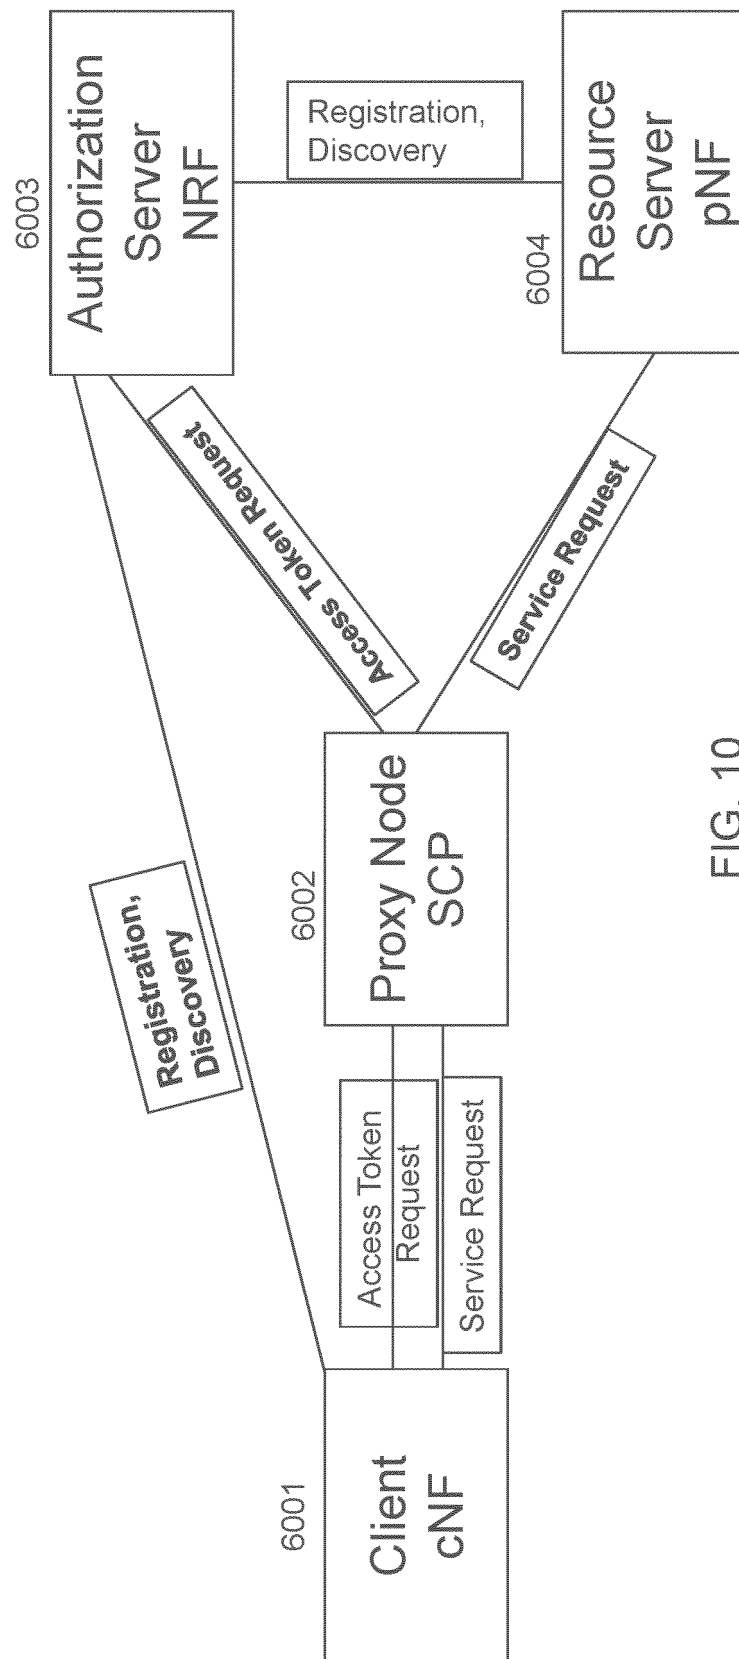 6001
Client
cNF
Access Token
Request
Service Request
Registration,
Discovery
6002
Proxy Node
SCP
Access Token Request
Service Request
6003
Authorization
Server
NRF
Registration,
Discovery
6004
Resource
Server
pNF
FIG. 10